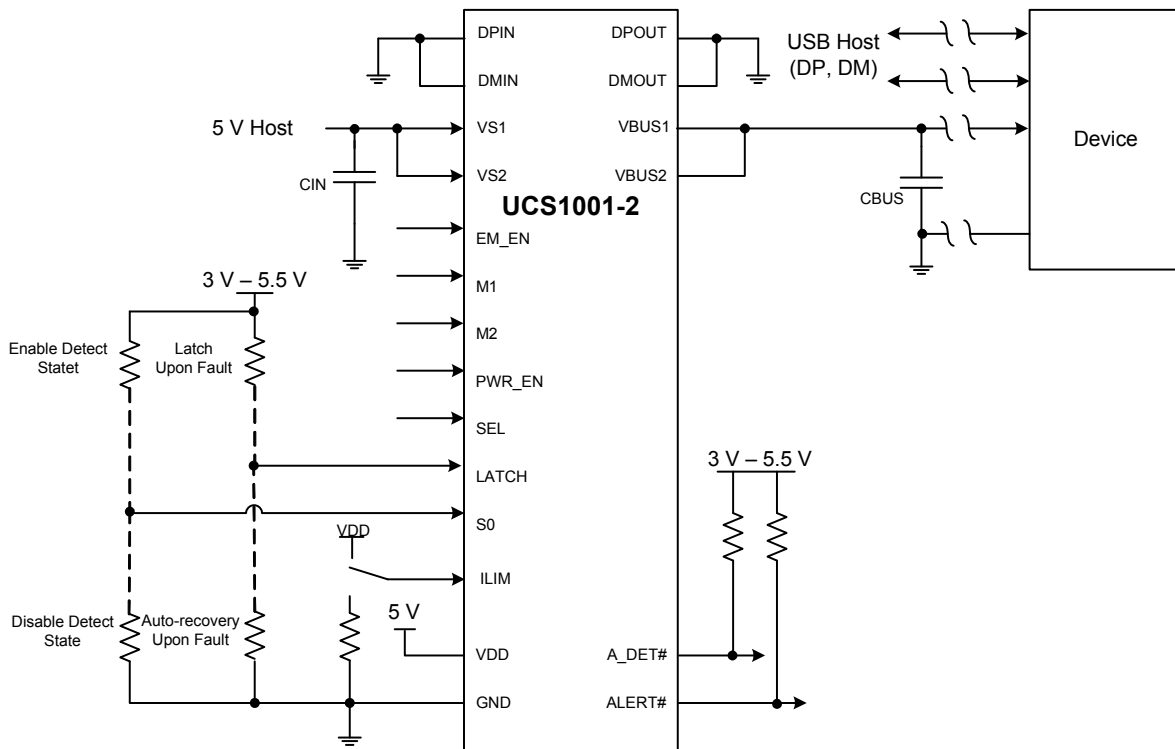 DPIN
DPOUT
USB Host
(DP, DM)
DMIN
DMOUT
5 V Host
VS1
VBUS1
Device
CIN
VS2
VBUS2
CBUS
UCS1001-2
EM_EN
3 V – 5.5 V
M1
M2
Enable Detect
Statet
Latch
Upon Fault
PWR_EN
SEL
3 V – 5.5 V
LATCH
S0
VDD
ILIM
Disable Detect
State
Auto-recovery
Upon Fault
5 V
VDD
A_DET#
GND
ALERT#